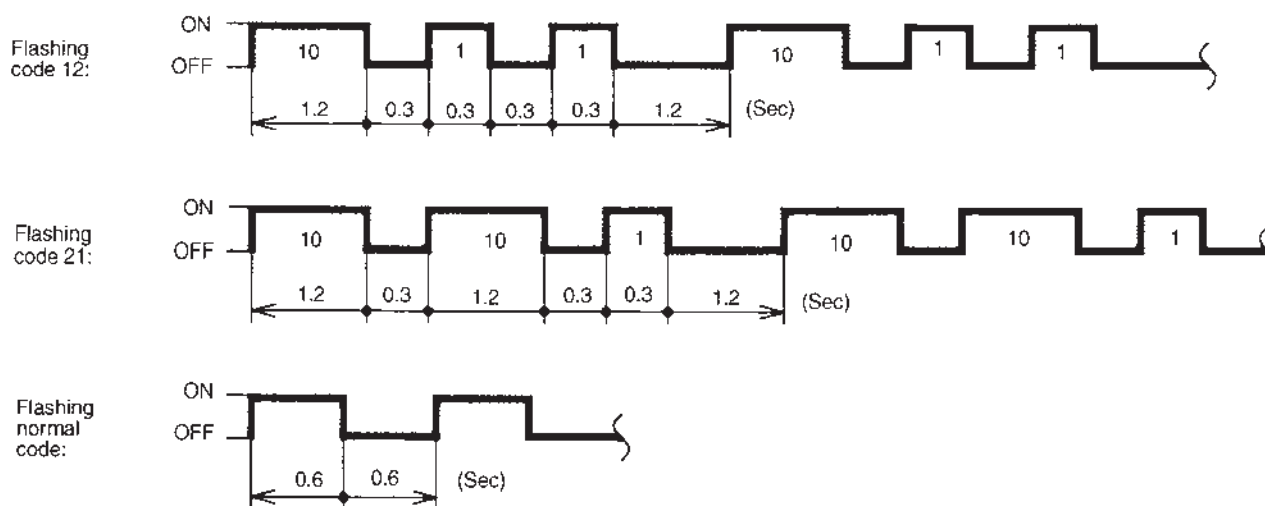 ON
Flashing
code 12:
OFF
10 1 1 10 1 1
1.2 0.3 0.3 0.3 0.3 1.2 (Sec)
ON
Flashing
code 21:
OFF
10 10 1 10 10 1
1.2 0.3 1.2 0.3 0.3 1.2 (Sec)
ON
Flashing
normal
code:
OFF
0.6 0.6 (Sec)